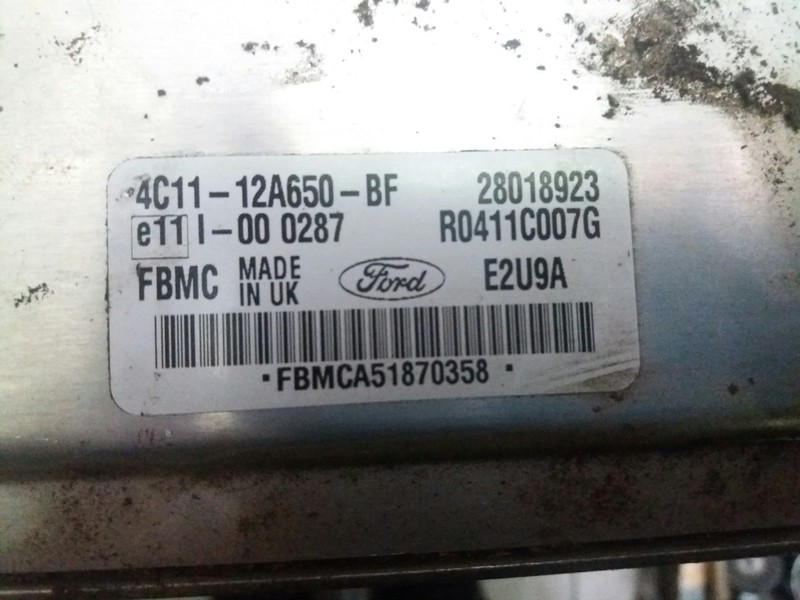 4C11-12A650-BF 28018923
e11 I-00 0287 R0411C007G
FBMC MADE IN UK Ford E2U9A
·FBMCA51870358·